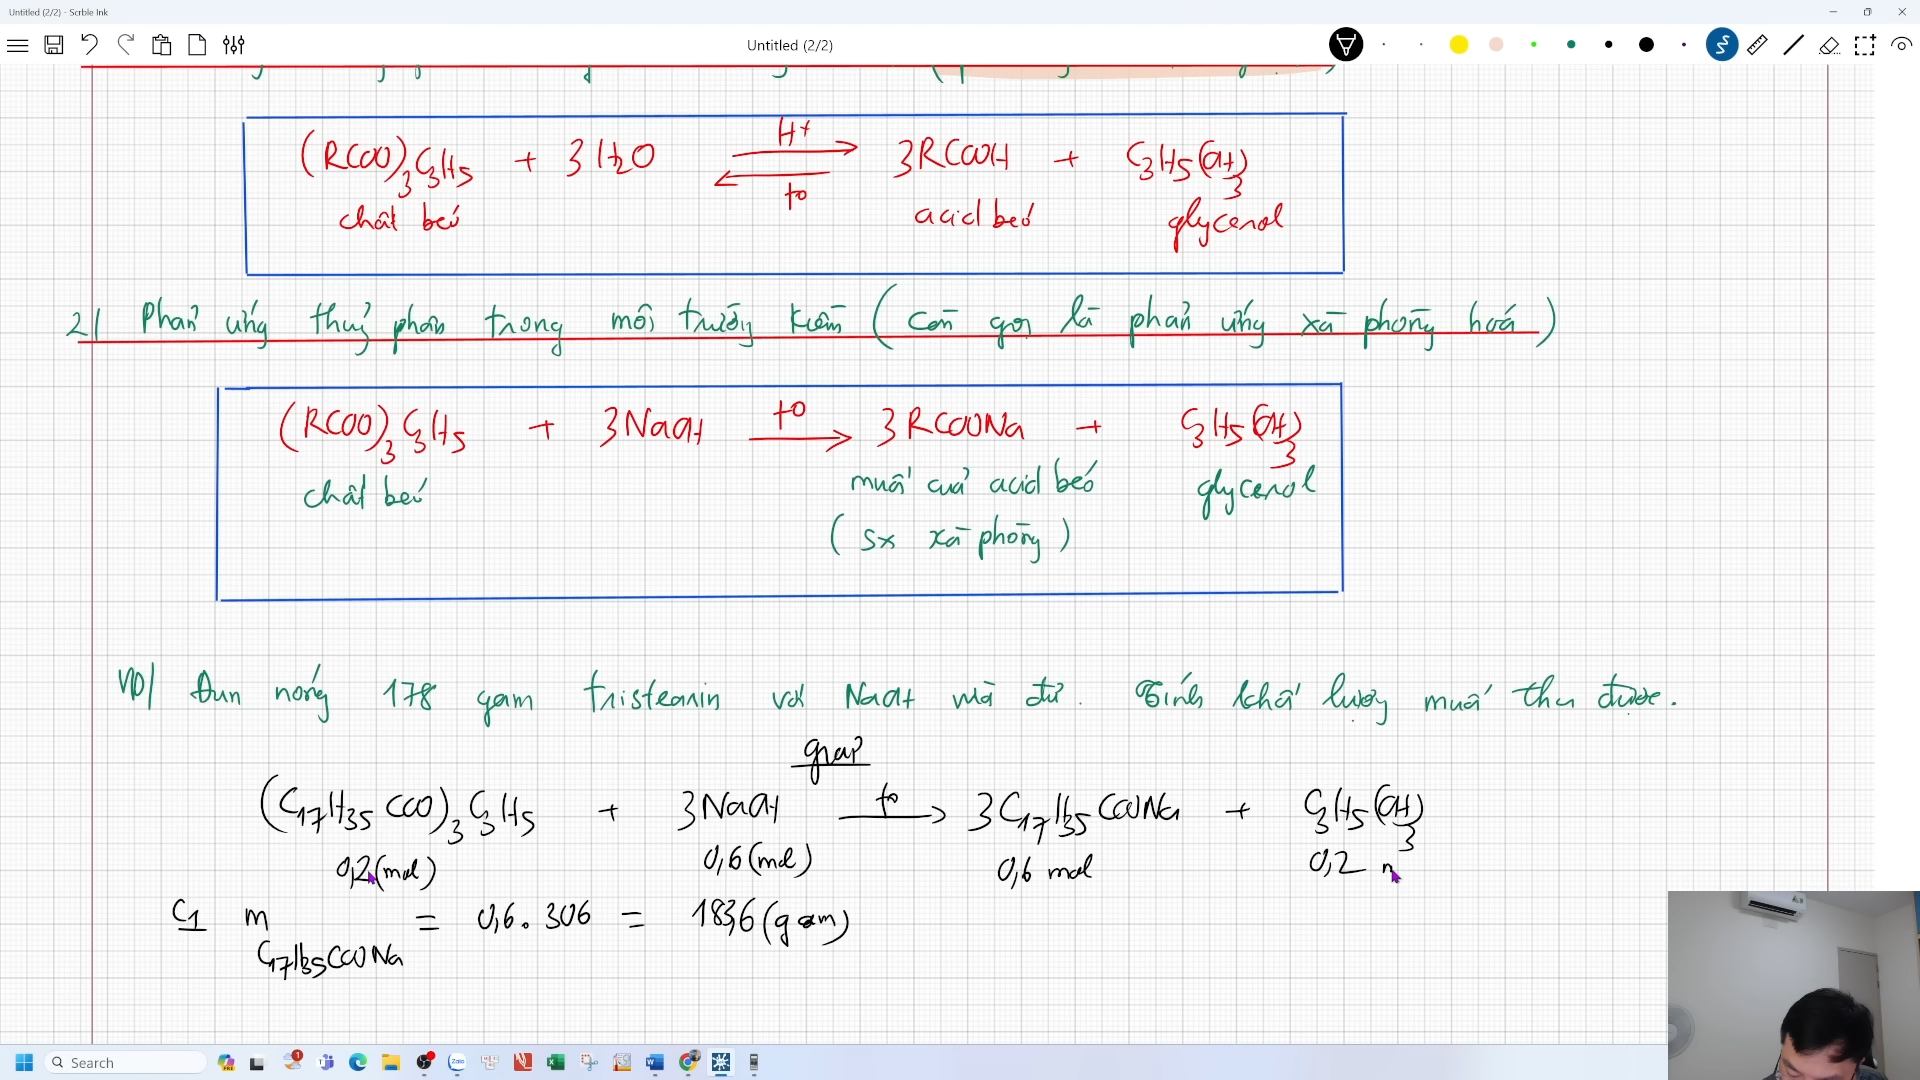 Untitled (2/2) - Scrble Ink
Untitled (2/2)
H+
(RCOO)3C3H5 + 3H2O ⇌ 3RCOOH + C3H5(OH)3
to
chất béo acid béo glycerol
2/ Phản ứng thuỷ phân trong môi trường kiềm (còn gọi là phản ứng xà phòng hoá)
to
(RCOO)3C3H5 + 3NaOH → 3RCOONa + C3H5(OH)3
chất béo muối của acid béo glycerol
(sx xà phòng)
VD/ Đun nóng 178 gam tristearin với NaOH vừa đủ. Tính khối lượng muối thu được.
giải
to
(C17H35COO)3C3H5 + 3NaOH → 3C17H35COONa + C3H5(OH)3
0,2(mol) 0,6(mol) 0,6 mol 0,2 m
C1 m C17H35COONa = 0,6.306 = 183,6(gam)
Search